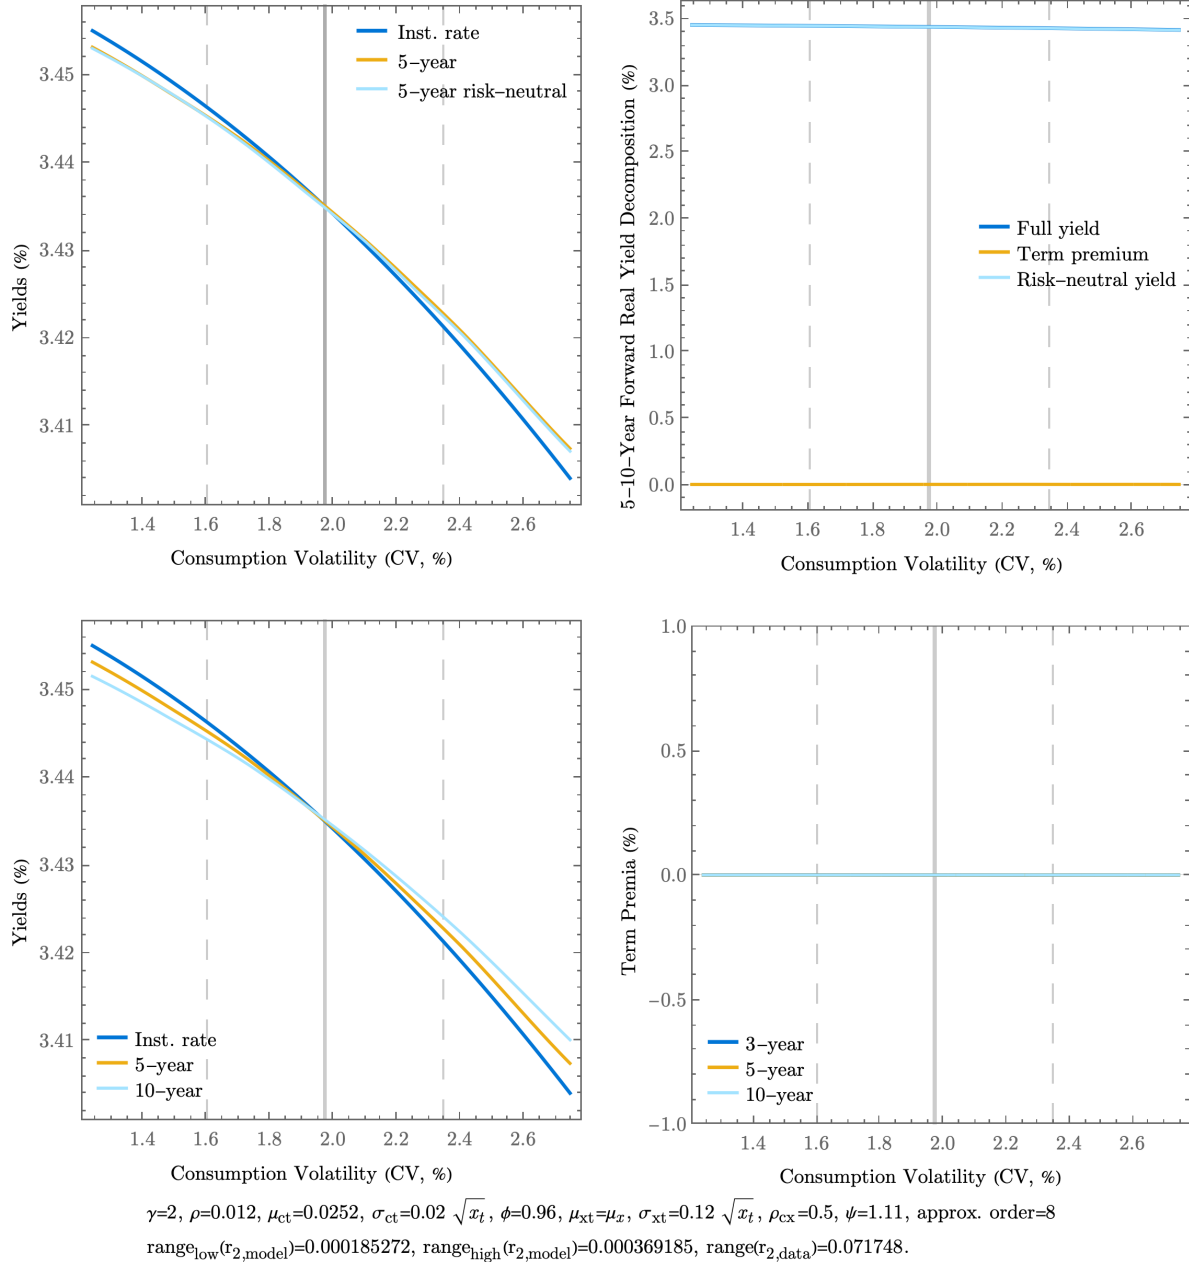 Inst. rate
5–year
5–year risk–neutral
3.45
3.44
3.43
3.42
3.41
Yields (%)
1.4 1.6 1.8 2.0 2.2 2.4 2.6
Consumption Volatility (CV, %)
3.5
3.0
2.5
2.0
1.5
1.0
0.5
0.0
5–10–Year Forward Real Yield Decomposition (%)
Full yield
Term premium
Risk–neutral yield
1.4 1.6 1.8 2.0 2.2 2.4 2.6
Consumption Volatility (CV, %)
3.45
3.44
3.43
3.42
3.41
Yields (%)
Inst. rate
5–year
10–year
1.4 1.6 1.8 2.0 2.2 2.4 2.6
Consumption Volatility (CV, %)
1.0
0.5
0.0
−0.5
−1.0
Term Premia (%)
3–year
5–year
10–year
1.4 1.6 1.8 2.0 2.2 2.4 2.6
Consumption Volatility (CV, %)
γ=2, ρ=0.012, μct=0.0252, σct=0.02 √xt, ϕ=0.96, μxt=μx, σxt=0.12 √xt, ρcx=0.5, ψ=1.11, approx. order=8
rangelow(r2,model)=0.000185272, rangehigh(r2,model)=0.000369185, range(r2,data)=0.071748.